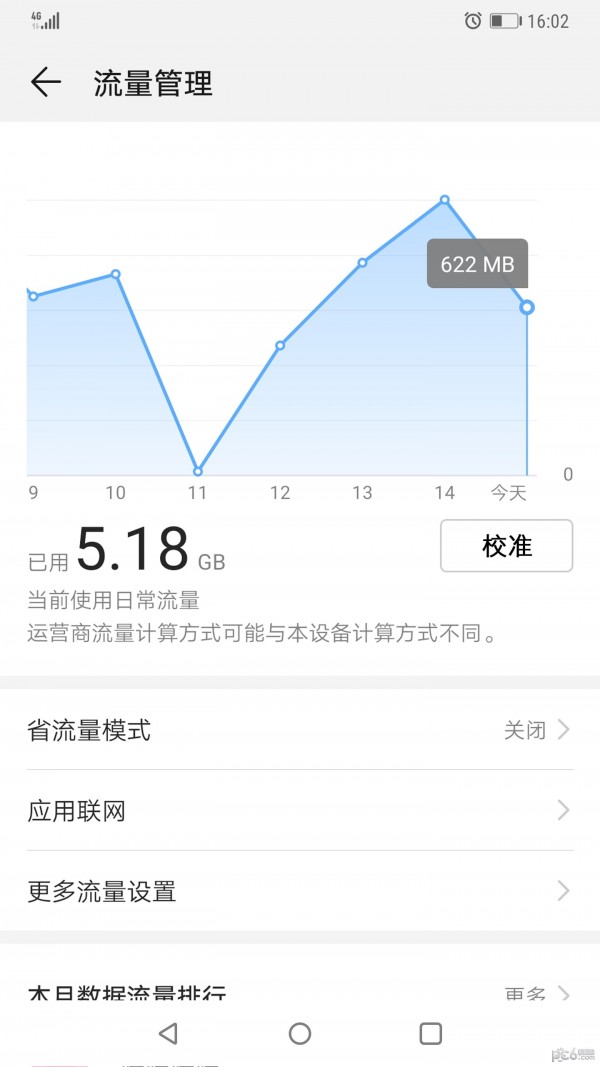 4G 16:02
流量管理
622 MB
0
9 10 11 12 13 14 今天
已用 5.18 GB 校准
当前使用日常流量
运营商流量计算方式可能与本设备计算方式不同。
省流量模式 关闭
应用联网
更多流量设置
本月数据流量排行 更多
pc6